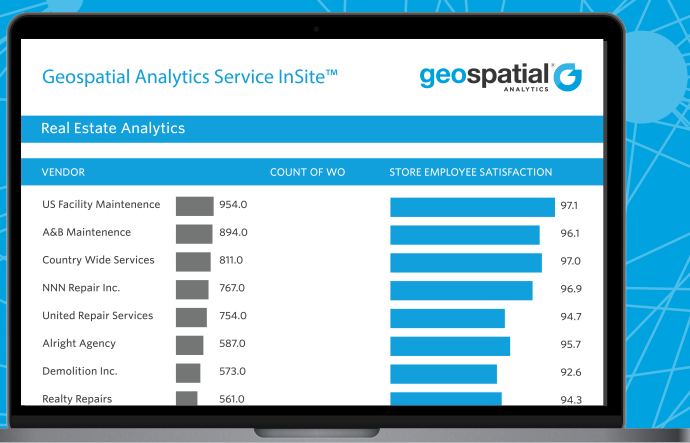 Geospatial Analytics Service InSite™
geospatial
ANALYTICS
Real Estate Analytics
VENDOR COUNT OF WO STORE EMPLOYEE SATISFACTION
US Facility Maintenence 954.0 97.1
A&B Maintenence 894.0 96.1
Country Wide Services 811.0 97.0
NNN Repair Inc. 767.0 96.9
United Repair Services 754.0 94.7
Alright Agency 587.0 95.7
Demolition Inc. 573.0 92.6
Realty Repairs 561.0 94.3